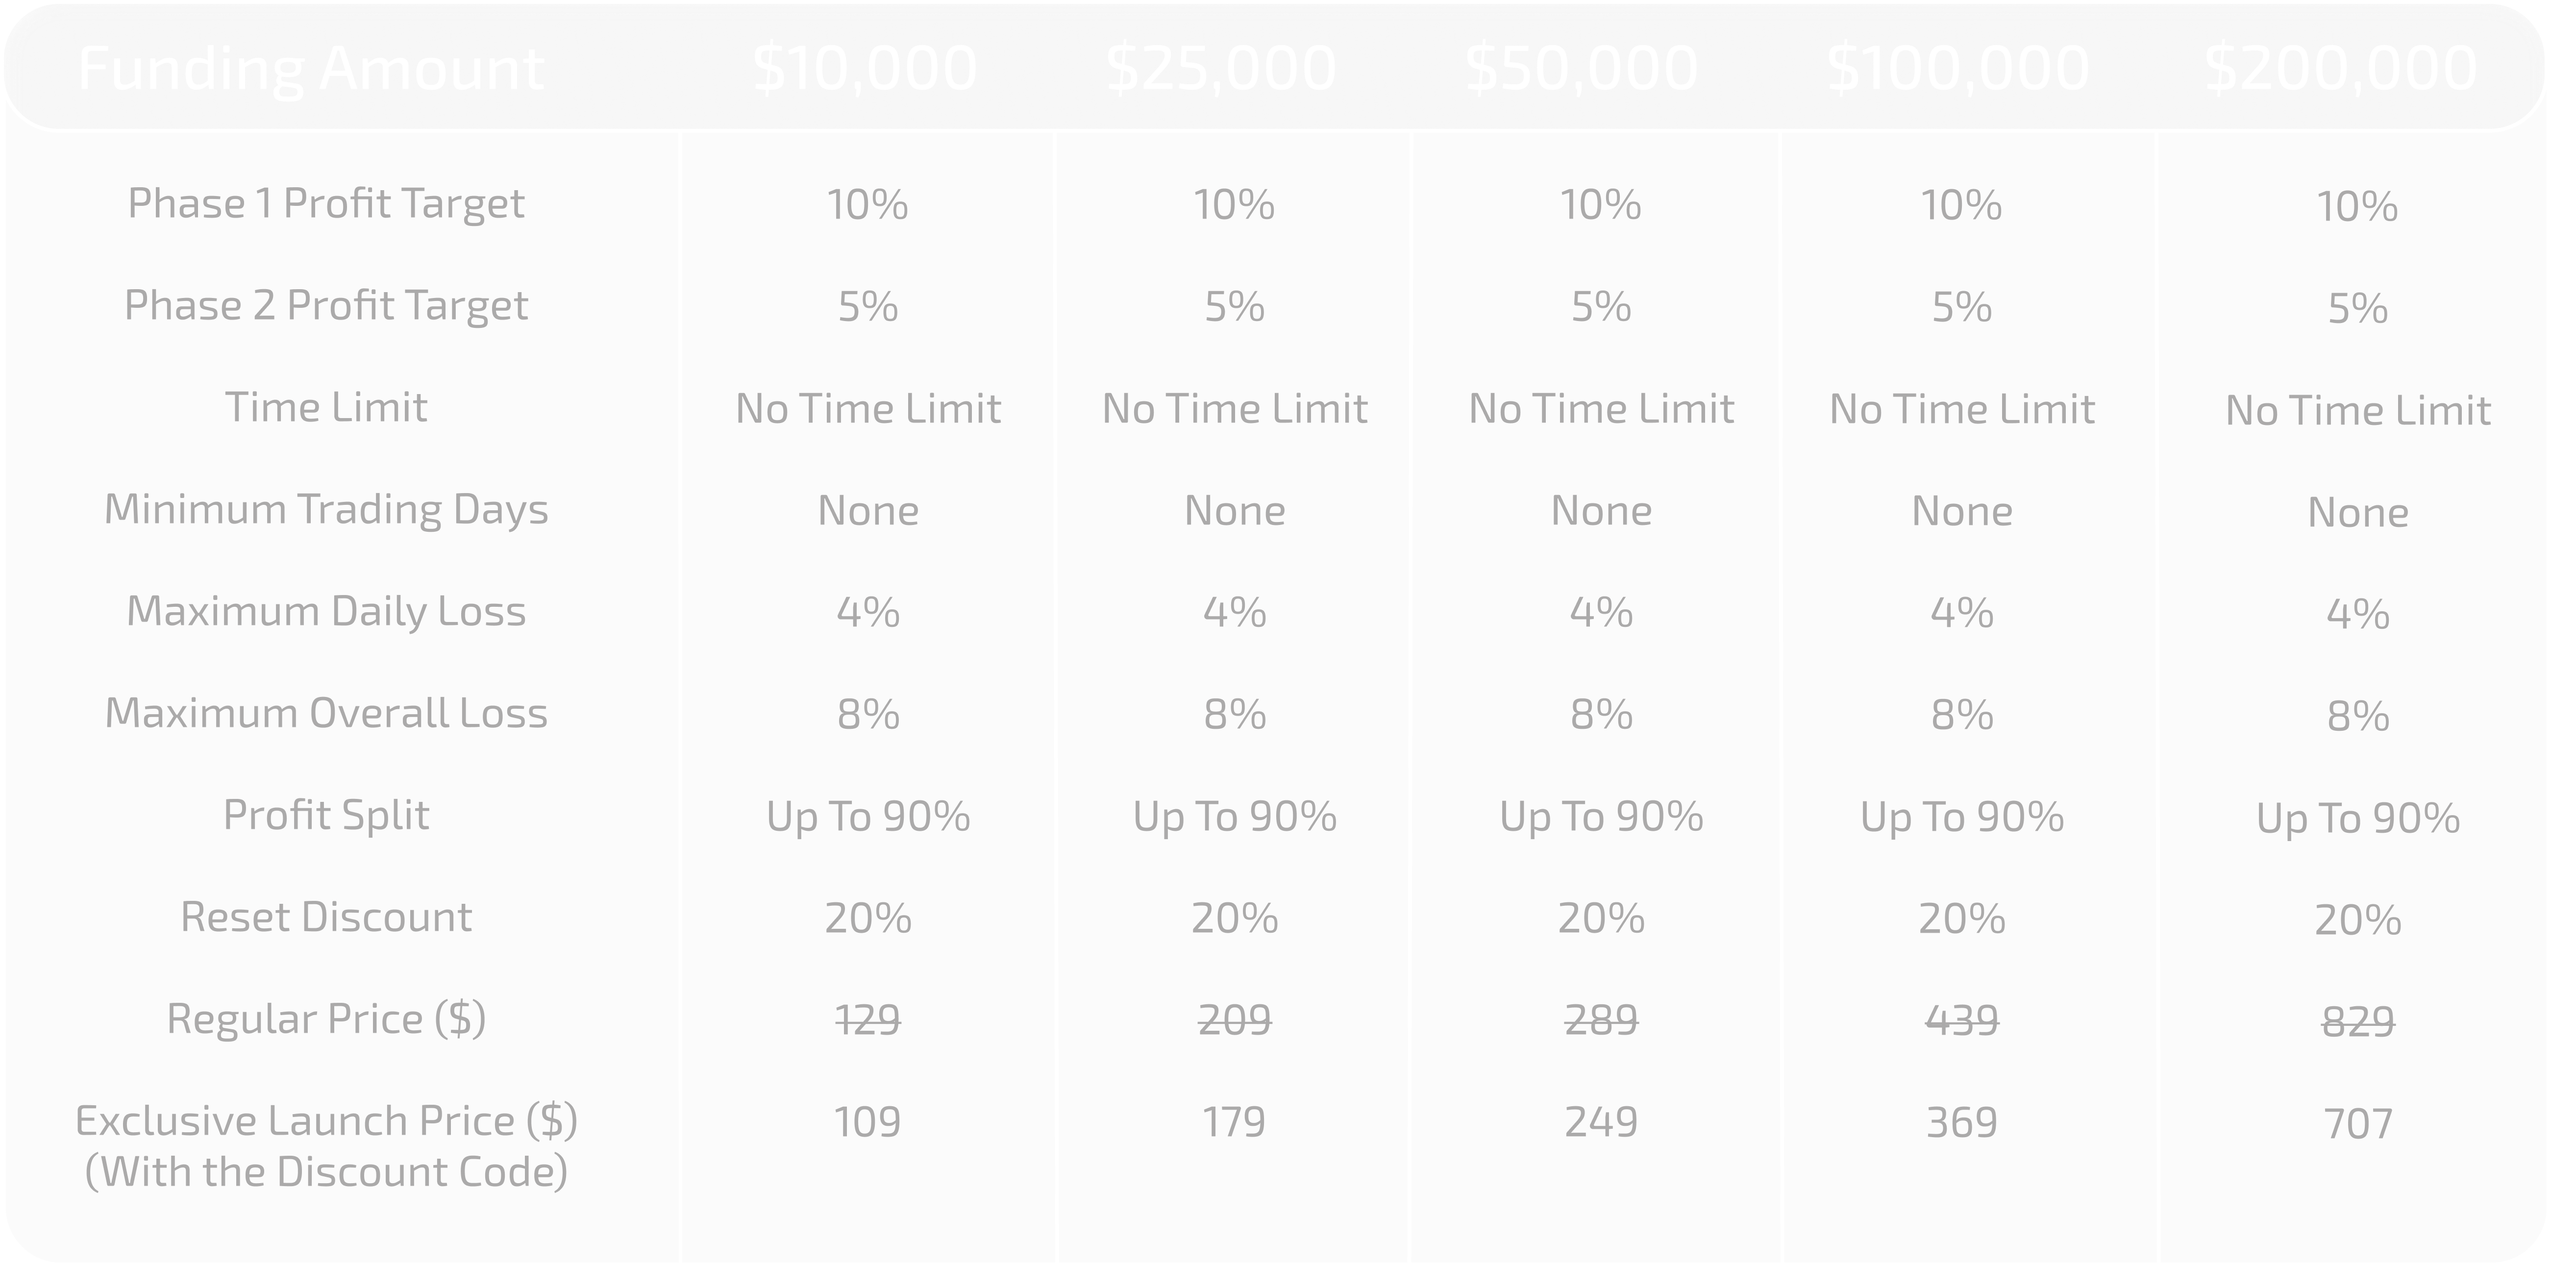 Funding Amount $10,000 $25,000 $50,000 $100,000 $200,000
Phase 1 Profit Target 10% 10% 10% 10% 10%
Phase 2 Profit Target 5% 5% 5% 5% 5%
Time Limit No Time Limit No Time Limit No Time Limit No Time Limit No Time Limit
Minimum Trading Days None None None None None
Maximum Daily Loss 4% 4% 4% 4% 4%
Maximum Overall Loss 8% 8% 8% 8% 8%
Profit Split Up To 90% Up To 90% Up To 90% Up To 90% Up To 90%
Reset Discount 20% 20% 20% 20% 20%
Regular Price ($) 129 209 289 439 829
Exclusive Launch Price ($) 109 179 249 369 707
(With the Discount Code)